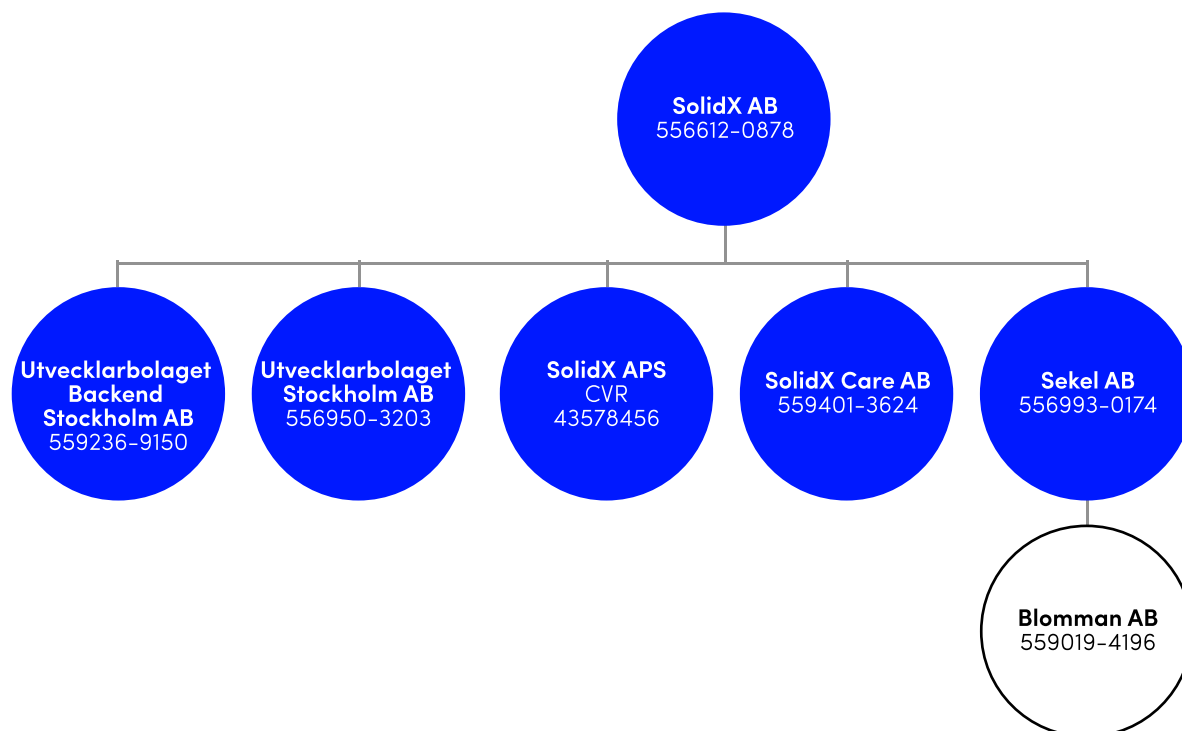 SolidX AB
556612-0878
Utvecklarbolaget
Backend
Stockholm AB
559236-9150
Utvecklarbolaget
Stockholm AB
556950-3203
SolidX APS
CVR
43578456
SolidX Care AB
559401-3624
Sekel AB
556993-0174
Blomman AB
559019-4196